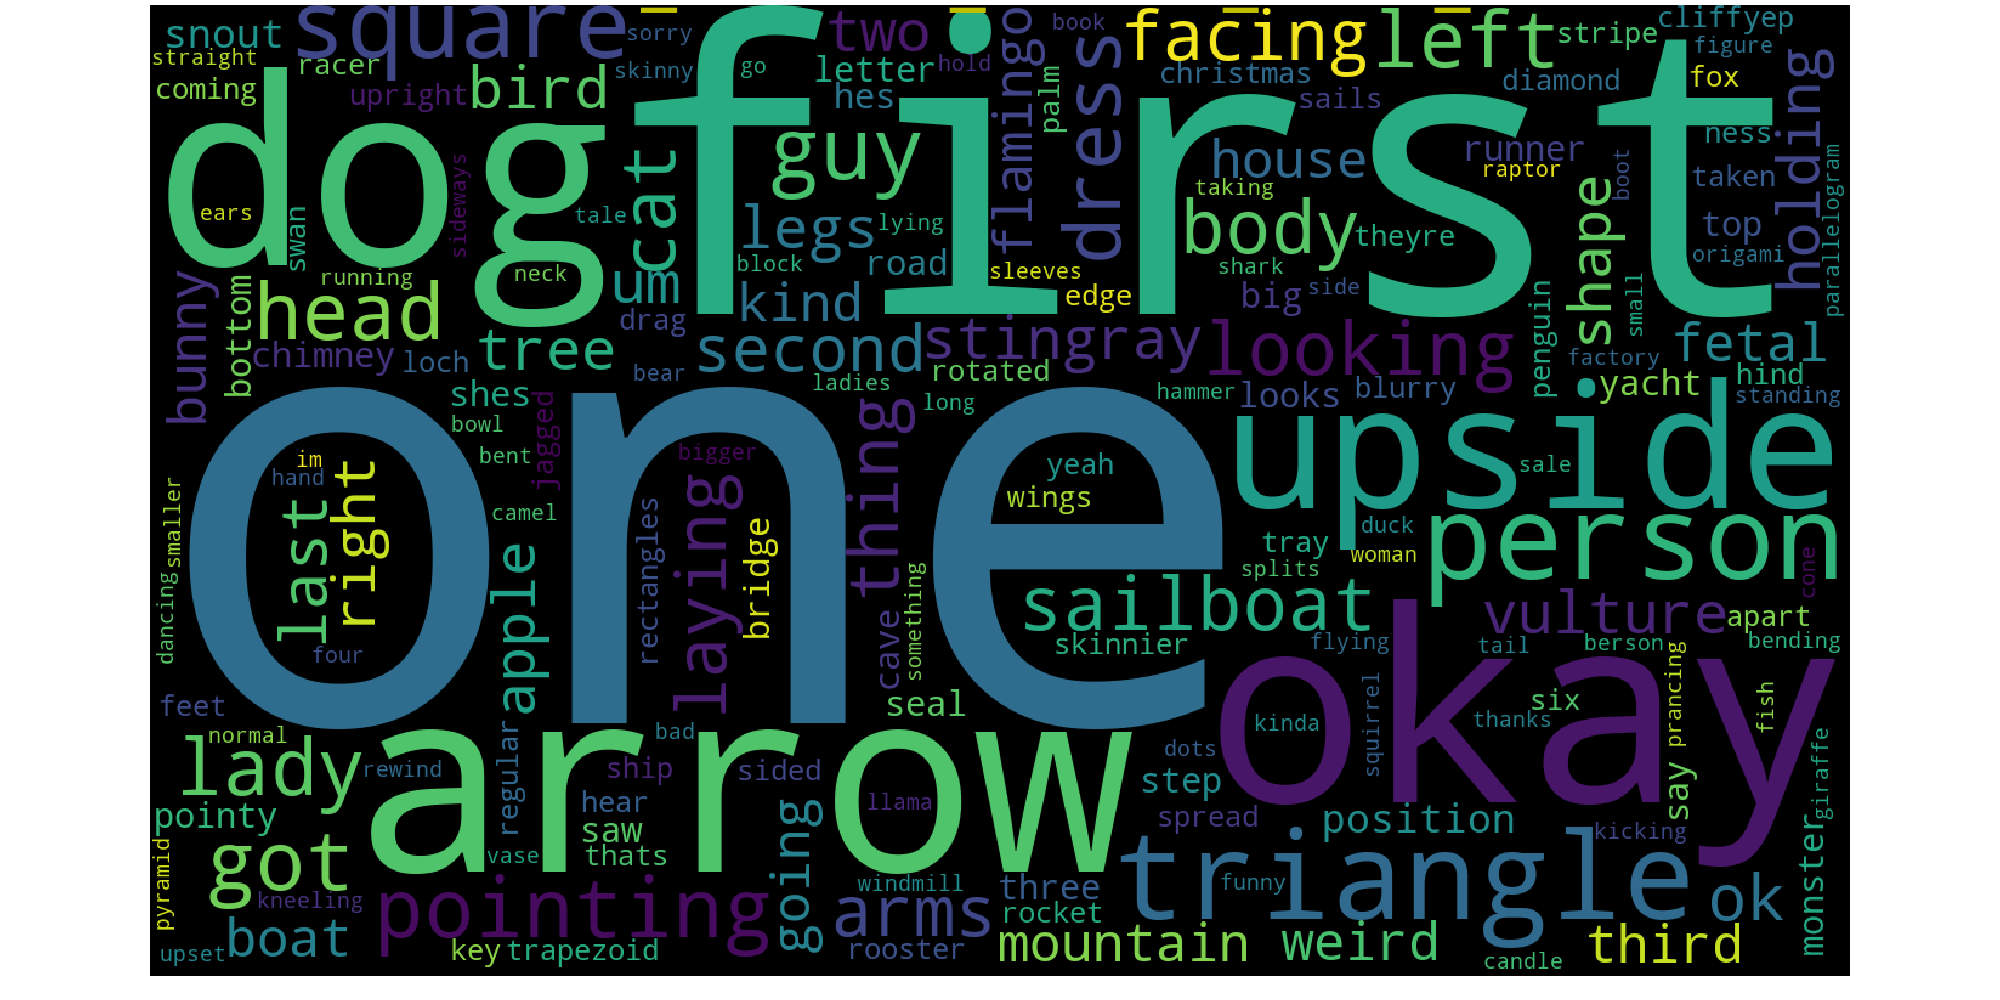 snout
square
sorry
two
flamingo
book
facing
left
stripe
cliffyep
straight
racer
skinny
go
letter
hold
christmas
figure
coming
upright
bird
hes
palm
dress
sails
diamond
fox
holding
dog
first
guy
house
runner
ness
ears
sideways
cat
taking
raptor
boot
taken
parallelogram
swan
tale
legs
lying
body
theyre
shape
top
running
neck
um
block
road
sleeves
shark
origami
bunny
bottom
head
drag
kind
edge
big
side
penguin
small
chimney
loch
tree
second
stingray
looking
factory
fetal
shes
bear
ladies
rotated
hammer
looks
blurry
yacht
hind
standing
bowl
jagged
long
one
thing
upside
im
bent
bigger
yeah
sale
smaller
hand
last
right
camel
laying
wings
person
apple
rectangles
bridge
duck
tray
woman
splits
cone
dancing
four
cave
something
sailboat
skinnier
vulture
apart
flying
tail
berson
bending
feet
seal
okay
squirrel
six
say
prancing
fish
normal
regular
bad
arrow
kinda
thanks
lady
rewind
ship
sided
dots
giraffe
pointy
hear
llama
step
saw
going
spread
position
kicking
monster
pyramid
got
vase
thats
windmill
three
triangle
funny
ok
kneeling
pointing
arms
rocket
upset
boat
key
trapezoid
rooster
mountain
weird
candle
third